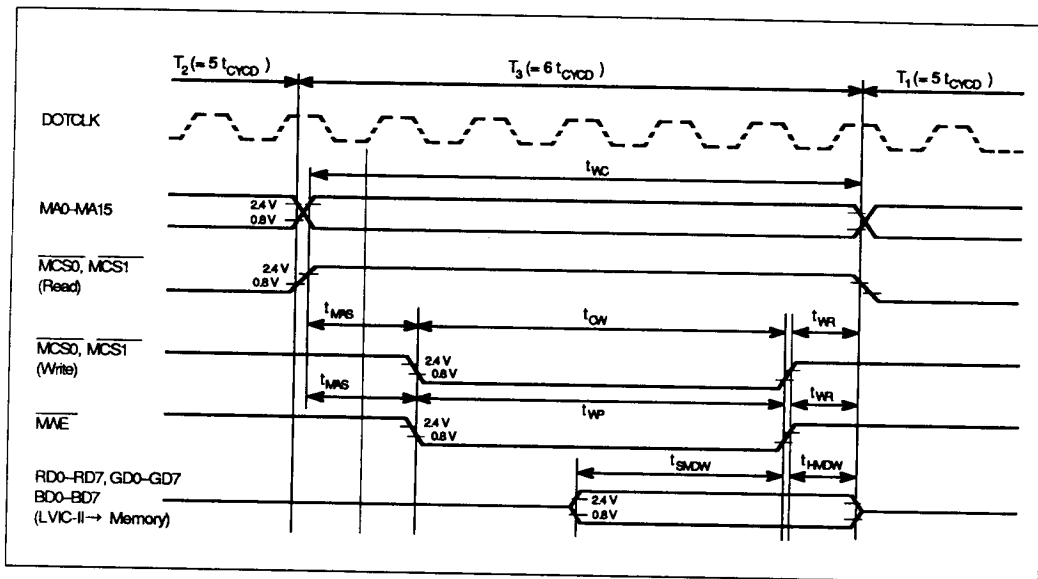 T2 (= 5 tCYCD ) T3 (= 6 tCYCD ) T1 (= 5 tCYCD )
DOTCLK
tWC
MA0–MA15 2.4 V
0.8 V
MCS0, MCS1 2.4 V
(Read) 0.8 V
tMAS tCW tWR
MCS0, MCS1 2.4 V
(Write) 0.8 V
tMAS tWP tWR
MWE 2.4 V
0.8 V
RD0–RD7, GD0–GD7 tSMDW tHMDW
BD0–BD7 2.4 V
(LVIC-II→ Memory) 0.8 V